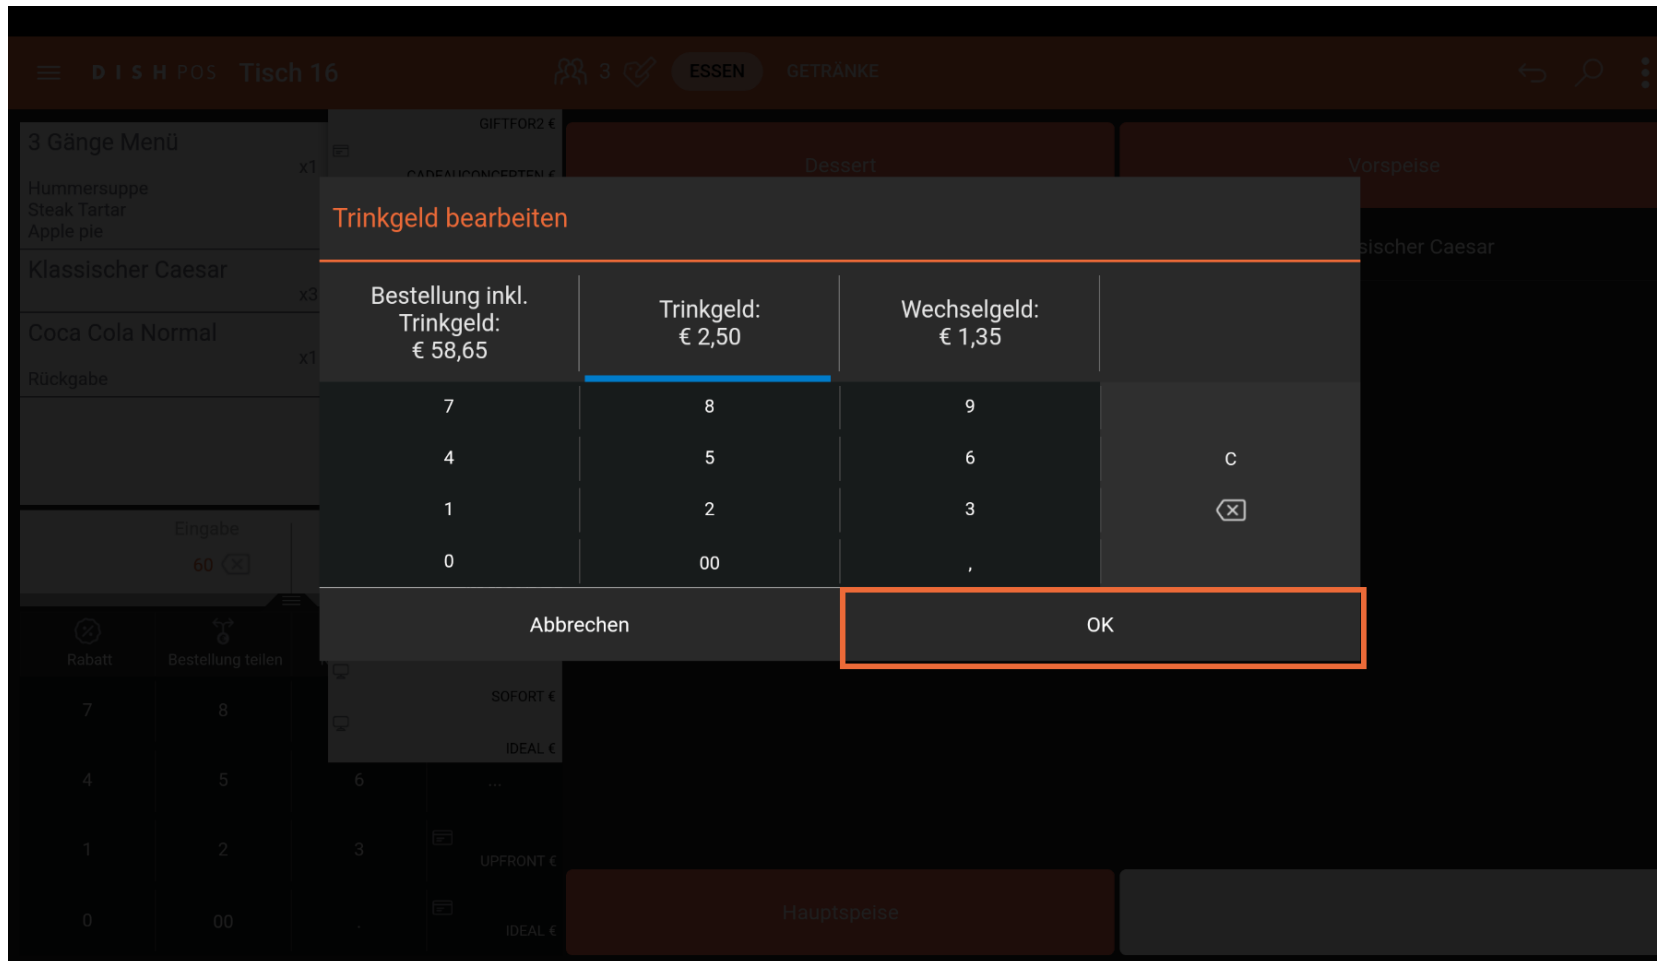 DISH POS Tisch 16 3 ESSEN GETRÄNKE
3 Gänge Menü
x1
Hummersuppe
Steak Tartar
Apple pie
Klassischer Caesar
x3
Coca Cola Normal
x1
Rückgabe
Eingabe
60
Rabatt
Bestellung teilen
7 8
4 5 6 ...
1 2 3
0 00 .
GIFTFOR2 €
CADEAUCONCERTEN €
SOFORT €
IDEAL €
UPFRONT €
IDEAL €
Dessert
Vorspeise
Hauptspeise
Trinkgeld bearbeiten
Bestellung inkl.
Trinkgeld:
€ 58,65
Trinkgeld:
€ 2,50
Wechselgeld:
€ 1,35
7 8 9
4 5 6 C
1 2 3
0 00 ,
Abbrechen
OK